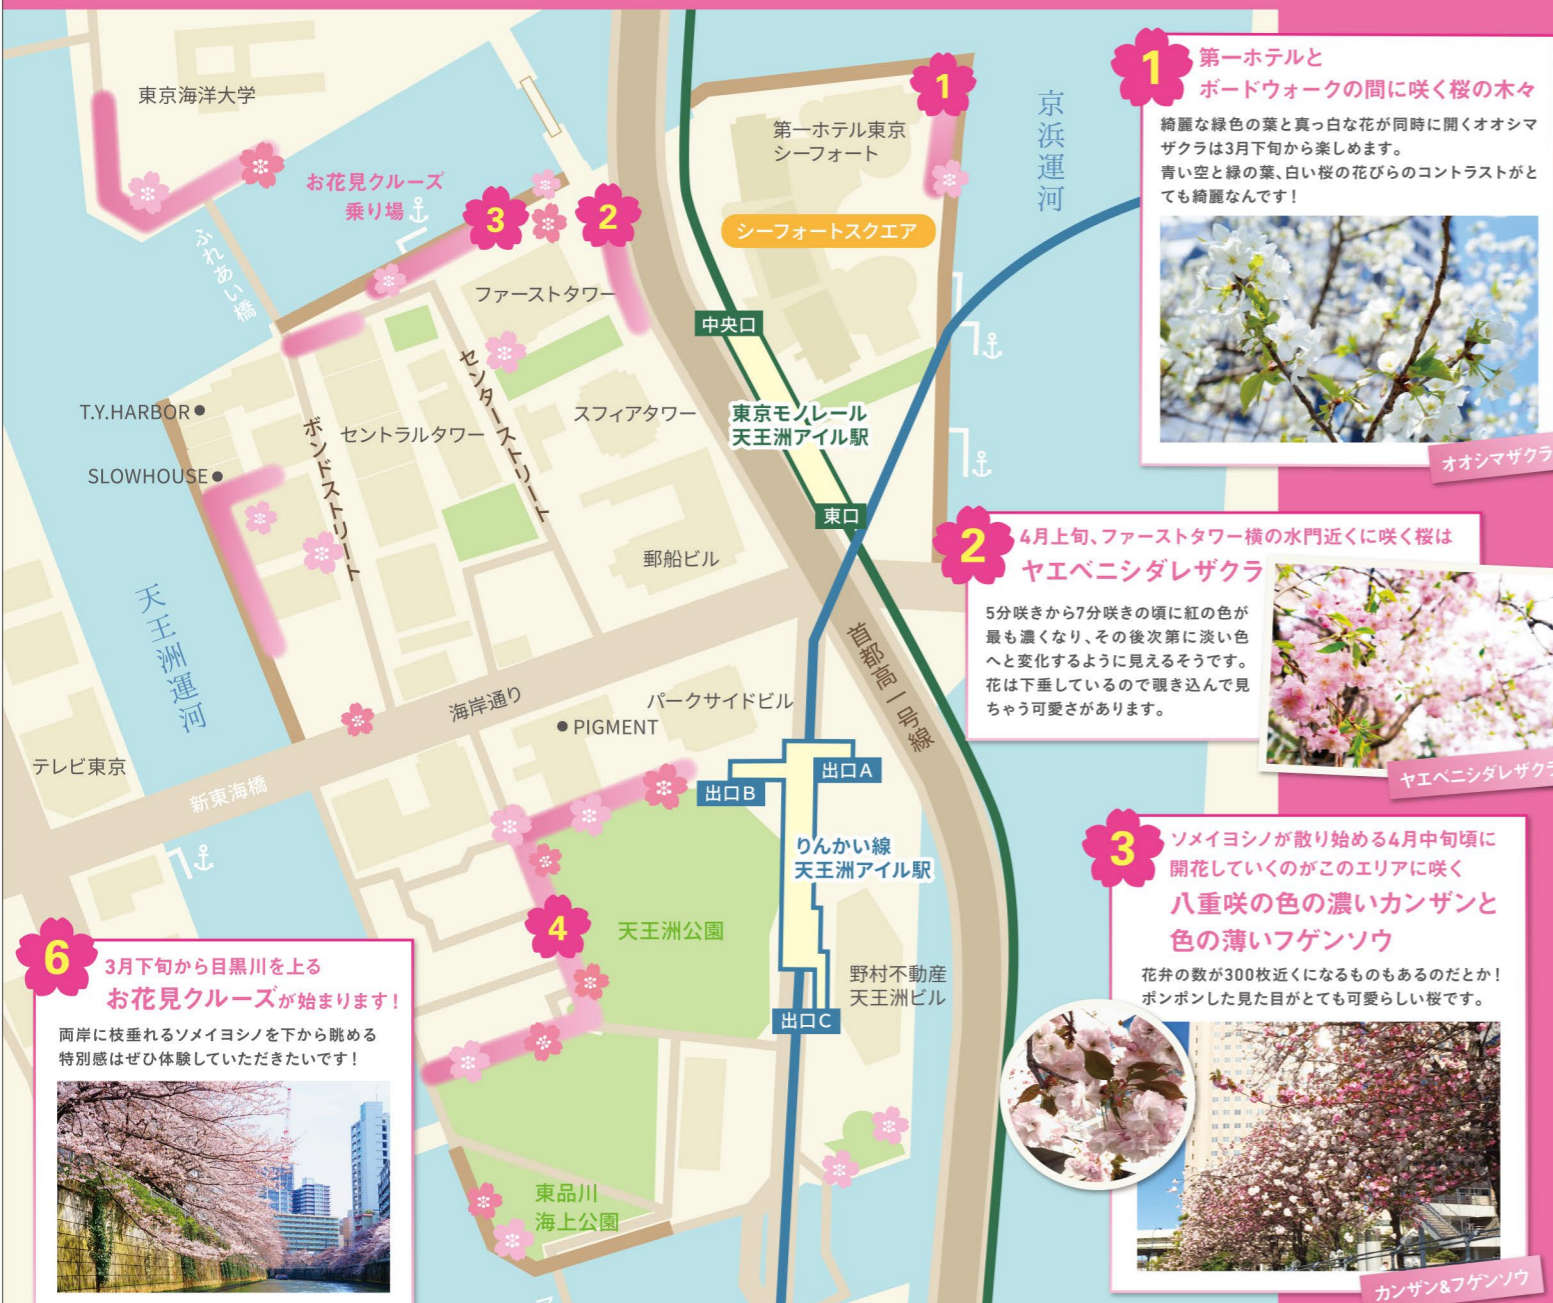 東京海洋大学
お花見クルーズ
乗り場
ふれあい橋
3
2
1
第一ホテル東京
シーフォート
シーフォートスクエア
京浜運河
ファーストタワー
中央口
T.Y.HARBOR
SLOWHOUSE
ボンドストリート
セントラルタワー
センターストリート
スフィアタワー
東京モノレール
天王洲アイル駅
東口
郵船ビル
天王洲運河
首都高一号線
海岸通り
パークサイドビル
PIGMENT
テレビ東京
新東海橋
出口A
出口B
りんかい線
天王洲アイル駅
4
天王洲公園
野村不動産
天王洲ビル
出口C
東品川
海上公園
1
第一ホテルと
ボードウォークの間に咲く桜の木々
綺麗な緑色の葉と真っ白な花が同時に開くオオシマ
ザクラは3月下旬から楽しめます。
青い空と緑の葉、白い桜の花びらのコントラストがと
ても綺麗なんです!
オオシマザクラ
2
4月上旬、ファーストタワー横の水門近くに咲く桜は
ヤエベニシダレザクラ
5分咲きから7分咲きの頃に紅の色が
最も濃くなり、その後次第に淡い色
へと変化するように見えるそうです。
花は下垂しているので覗き込んで見
ちゃう可愛さがあります。
ヤエベニシダレザクラ
3
ソメイヨシノが散り始める4月中旬頃に
開花していくのがこのエリアに咲く
八重咲の色の濃いカンザンと
色の薄いフゲンソウ
花弁の数が300枚近くになるものもあるのだとか!
ポンポンした見た目がとても可愛らしい桜です。
カンザン&フゲンソウ
6
3月下旬から目黒川を上る
お花見クルーズが始まります!
両岸に枝垂れるソメイヨシノを下から眺める
特別感はぜひ体験していただきたいです!